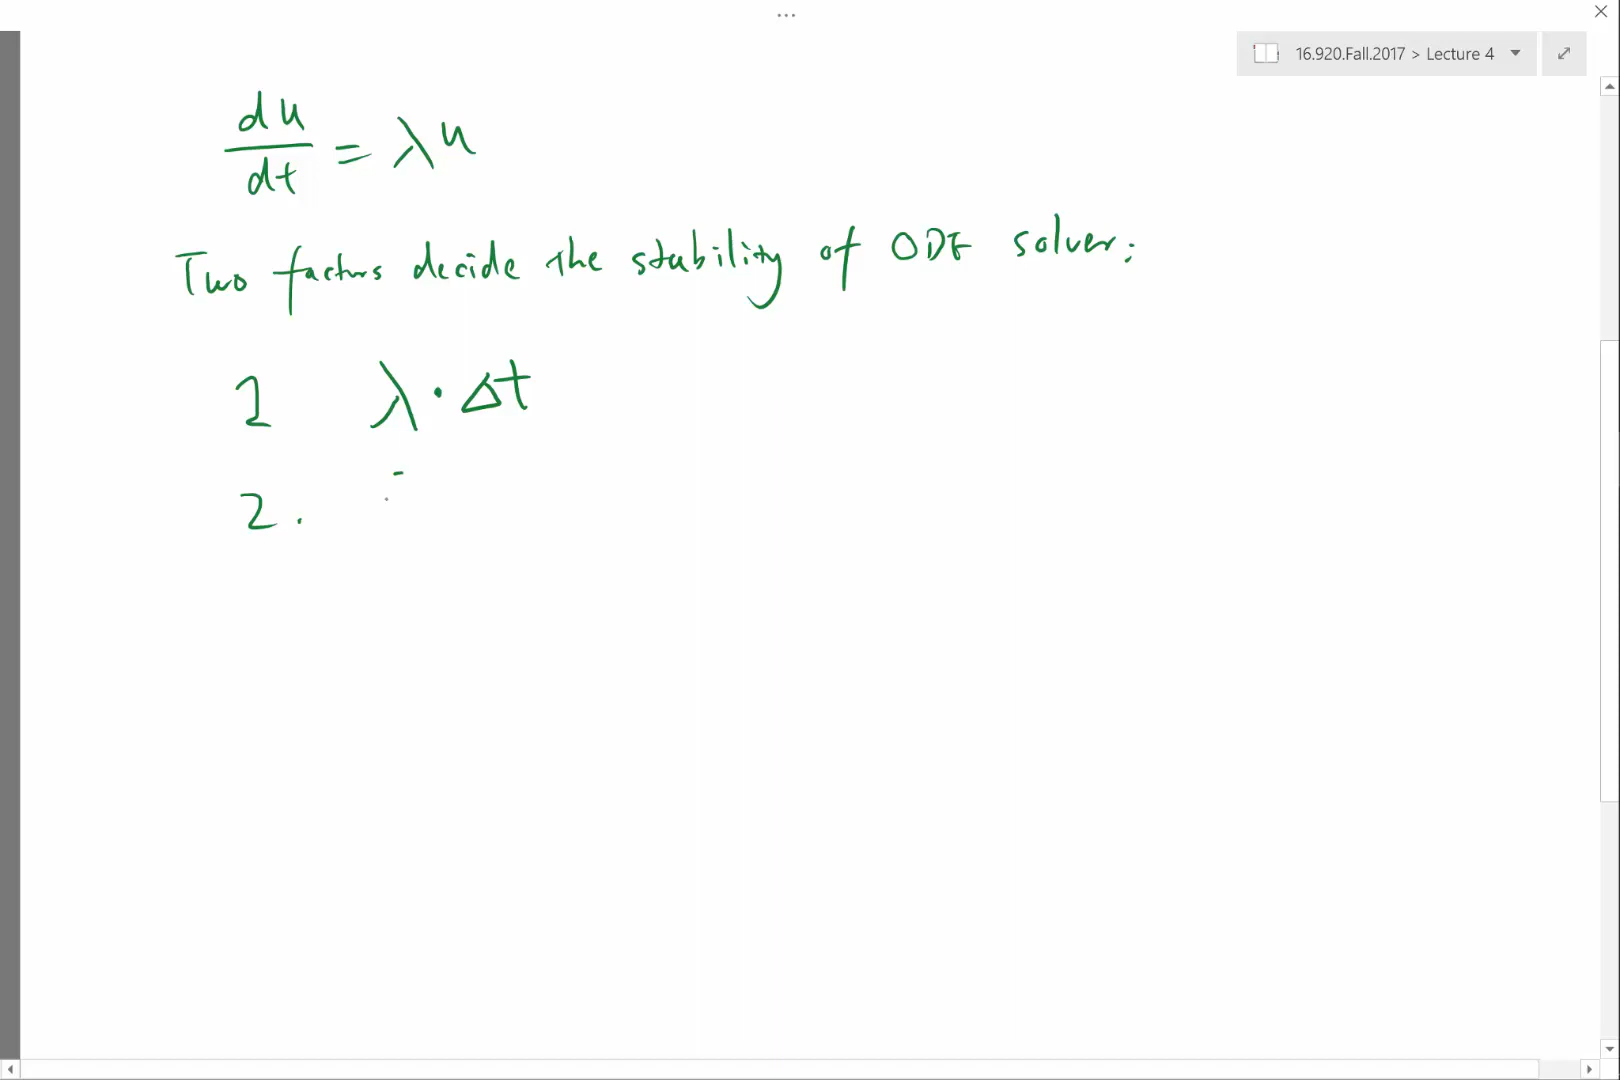 ...
16.920.Fall.2017 > Lecture 4
du
dt = λu
Two factors decide the stability of ODE solver:
1 λ · Δt
2.